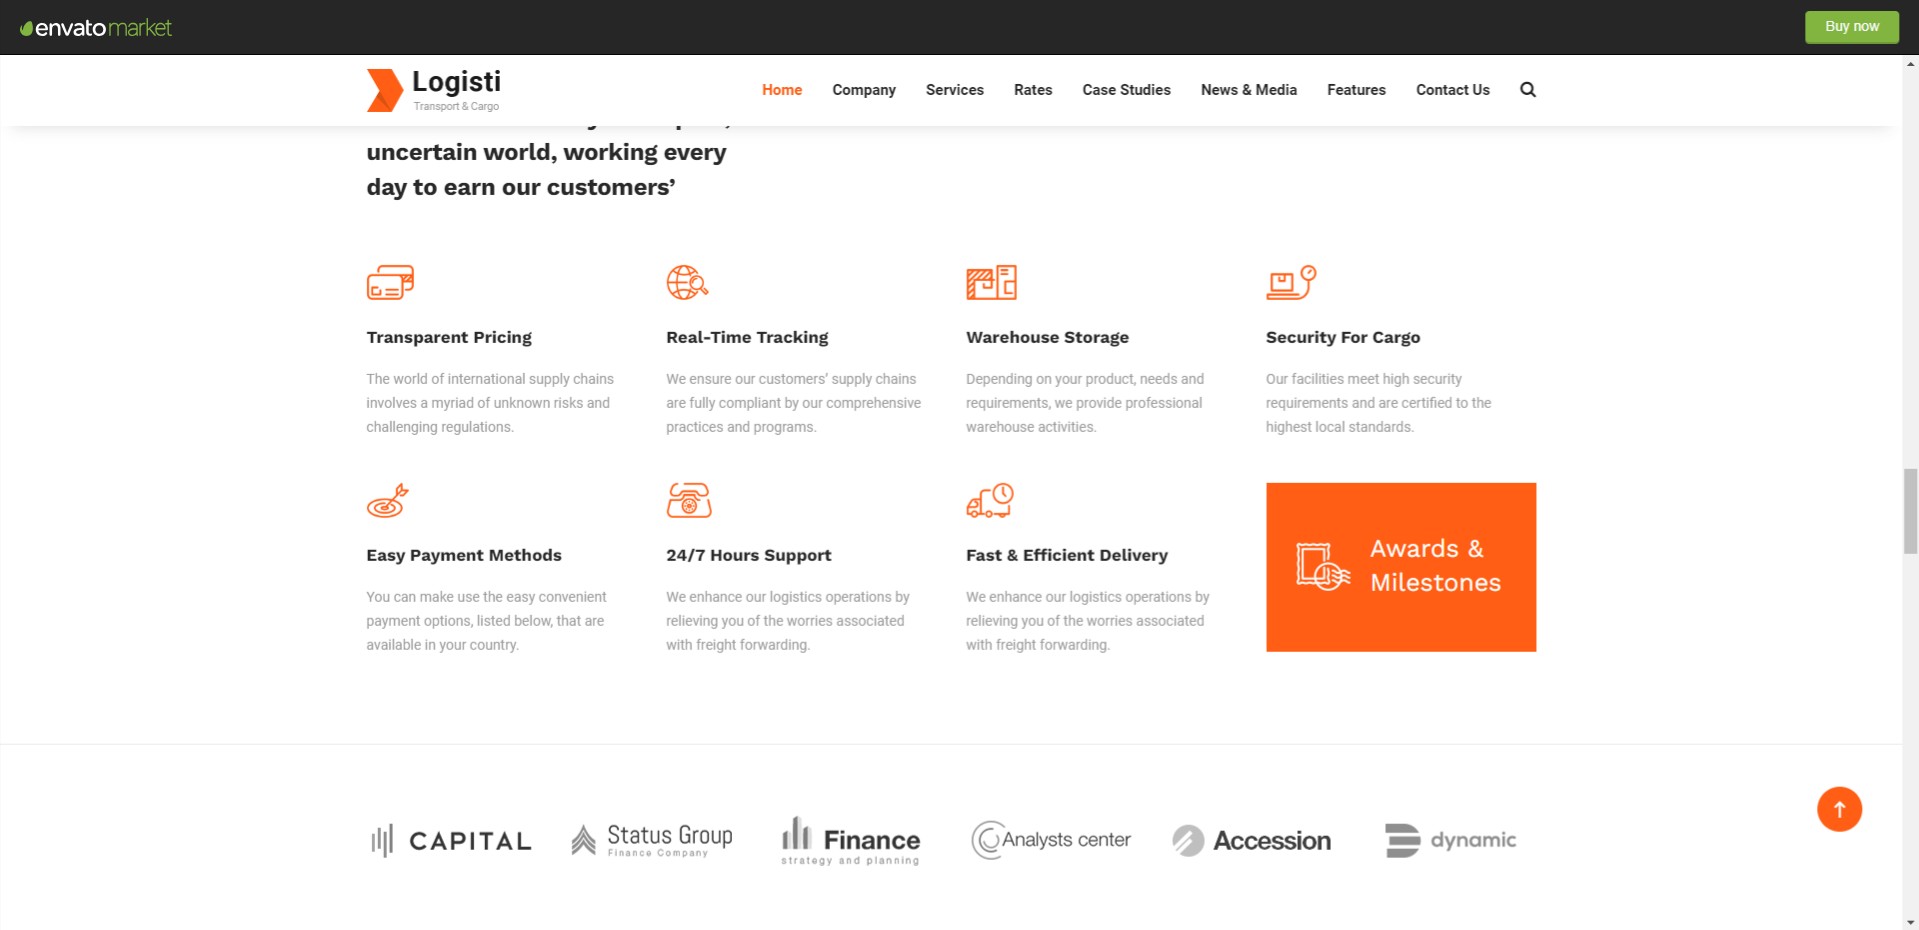 envato market
Buy now
Logisti
Transport & Cargo
Home
Company
Services
Rates
Case Studies
News & Media
Features
Contact Us
uncertain world, working every
day to earn our customers’
Transparent Pricing
The world of international supply chains
involves a myriad of unknown risks and
challenging regulations.
Real-Time Tracking
We ensure our customers’ supply chains
are fully compliant by our comprehensive
practices and programs.
Warehouse Storage
Depending on your product, needs and
requirements, we provide professional
warehouse activities.
Security For Cargo
Our facilities meet high security
requirements and are certified to the
highest local standards.
Easy Payment Methods
You can make use the easy convenient
payment options, listed below, that are
available in your country.
24/7 Hours Support
We enhance our logistics operations by
relieving you of the worries associated
with freight forwarding.
Fast & Efficient Delivery
We enhance our logistics operations by
relieving you of the worries associated
with freight forwarding.
Awards &
Milestones
CAPITAL
Status Group
Finance Company
Finance
strategy and planning
Analysts center
Accession
dynamic